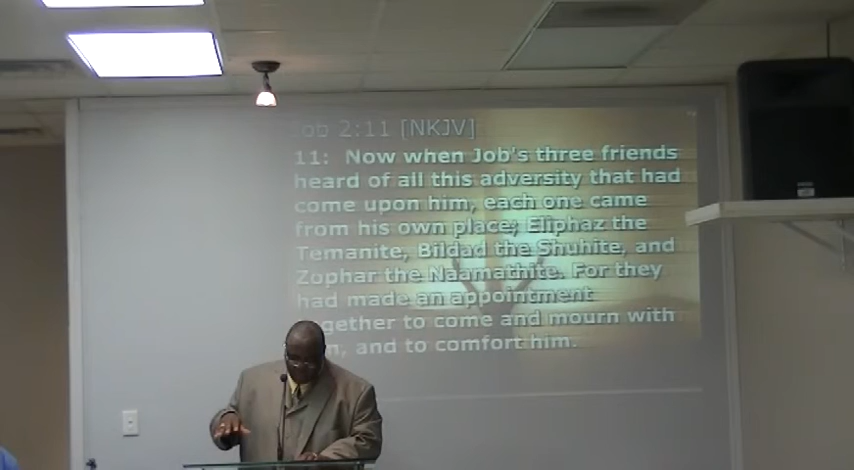 Job 2:11 [NKJV]
11: Now when Job's three friends
heard of all this adversity that had
come upon him, each one came
from his own place; Eliphaz the
Temanite, Bildad the Shuhite, and
Zophar the Naamathite. For they
had made an appointment
together to come and mourn with
and to comfort him.